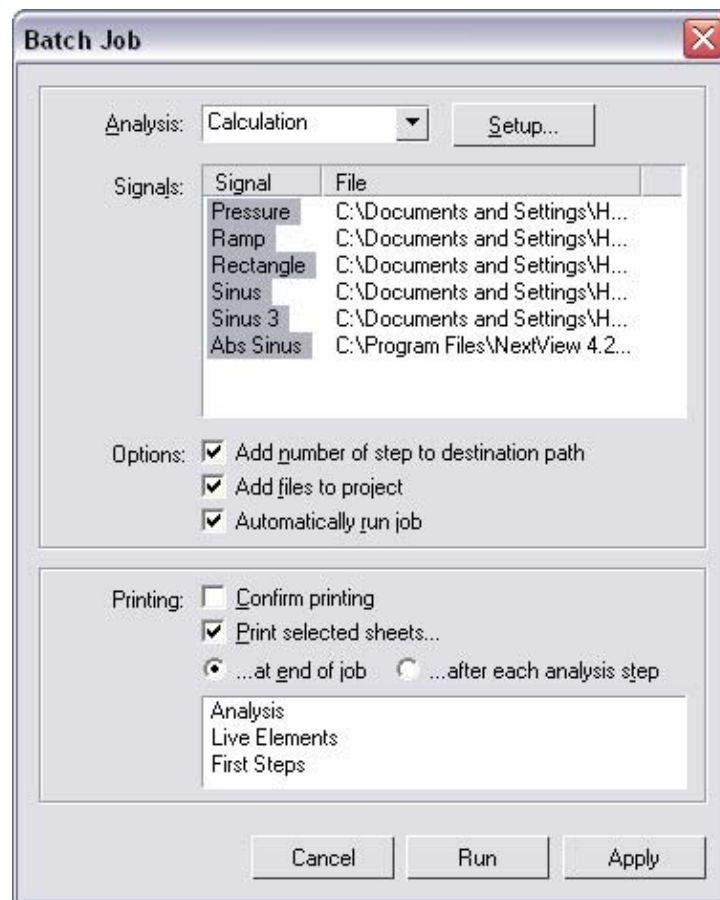 Batch Job
Analysis: Calculation Setup...
Signals: Signal File
Pressure C:\Documents and Settings\H...
Ramp C:\Documents and Settings\H...
Rectangle C:\Documents and Settings\H...
Sinus C:\Documents and Settings\H...
Sinus 3 C:\Documents and Settings\H...
Abs Sinus C:\Program Files\NextView 4.2...
Options: Add number of step to destination path
Add files to project
Automatically run job
Printing: Confirm printing
Print selected sheets...
...at end of job ...after each analysis step
Analysis
Live Elements
First Steps
Cancel Run Apply